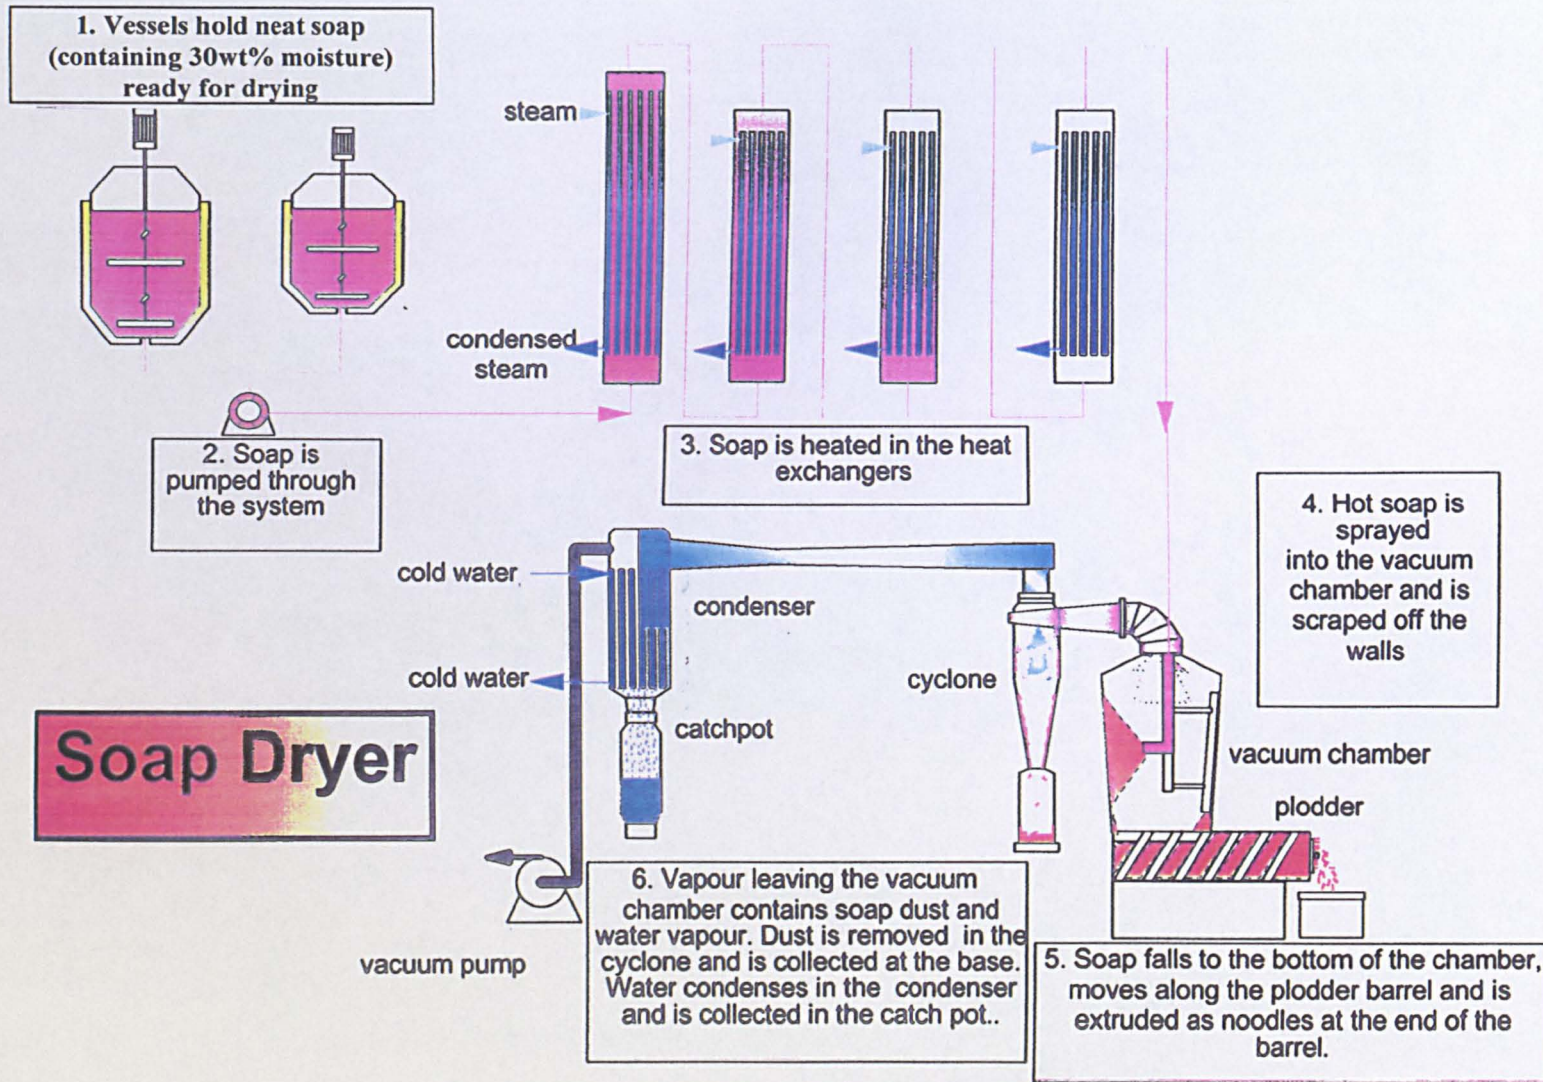 1. Vessels hold neat soap
(containing 30wt% moisture)
ready for drying
steam
condensed
steam
2. Soap is
pumped through
the system
3. Soap is heated in the heat
exchangers
4. Hot soap is
sprayed
into the vacuum
chamber and is
scraped off the
walls
cold water
condenser
cold water
cyclone
catchpot
vacuum chamber
plodder
Soap Dryer
vacuum pump
6. Vapour leaving the vacuum
chamber contains soap dust and
water vapour. Dust is removed in the
cyclone and is collected at the base.
Water condenses in the condenser
and is collected in the catch pot..
5. Soap falls to the bottom of the chamber,
moves along the plodder barrel and is
extruded as noodles at the end of the
barrel.